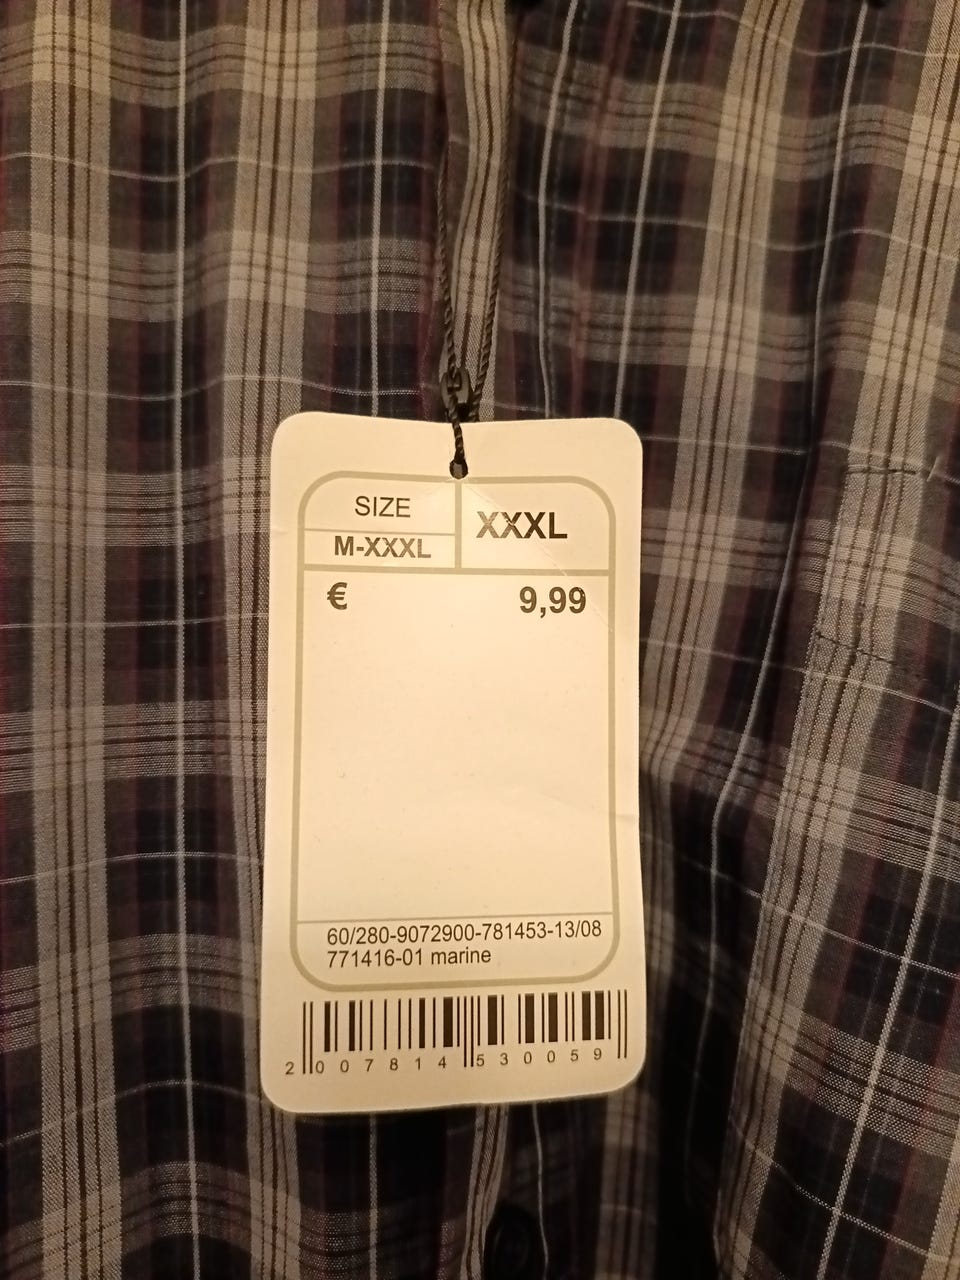 SIZE
XXXL
M-XXXL
€ 9,99
60/280-9072900-781453-13/08
771416-01 marine
2 007814 530059